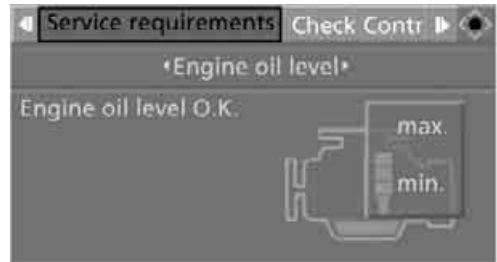 Service requirements Check Contr
Engine oil level
Engine oil level O.K.
max.
min.